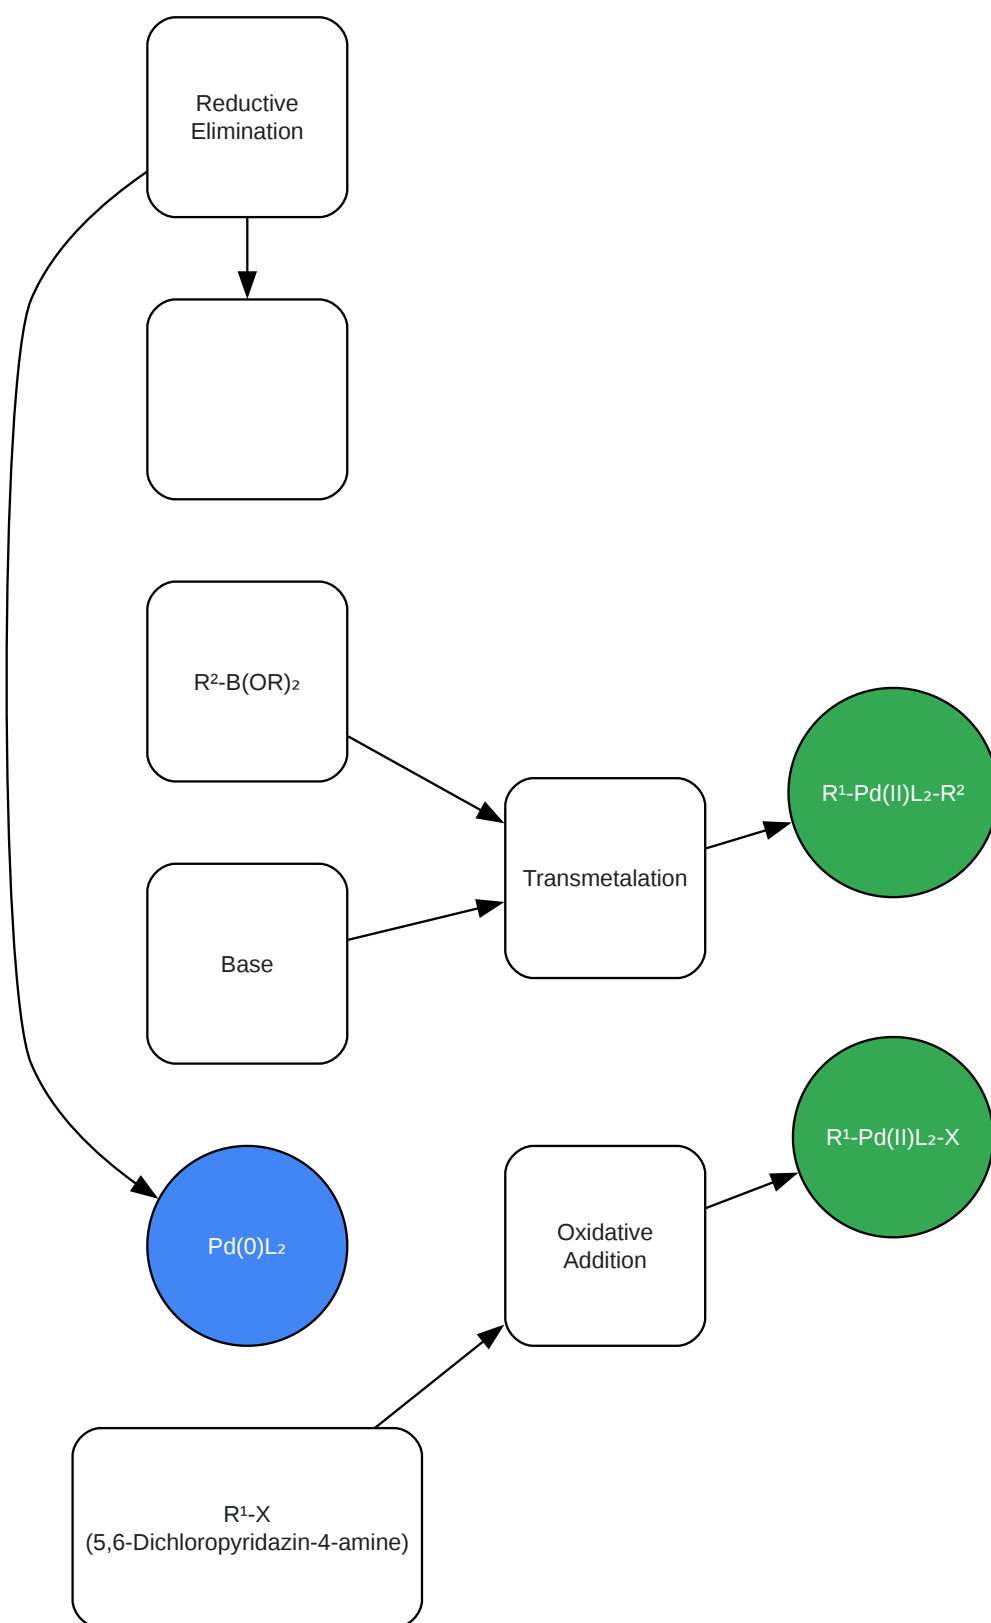 Reductive
Elimination
R²-B(OR)₂
R¹-Pd(II)L₂-R²
Transmetalation
Base
R¹-Pd(II)L₂-X
Oxidative
Addition
Pd(0)L₂
R¹-X
(5,6-Dichloropyridazin-4-amine)